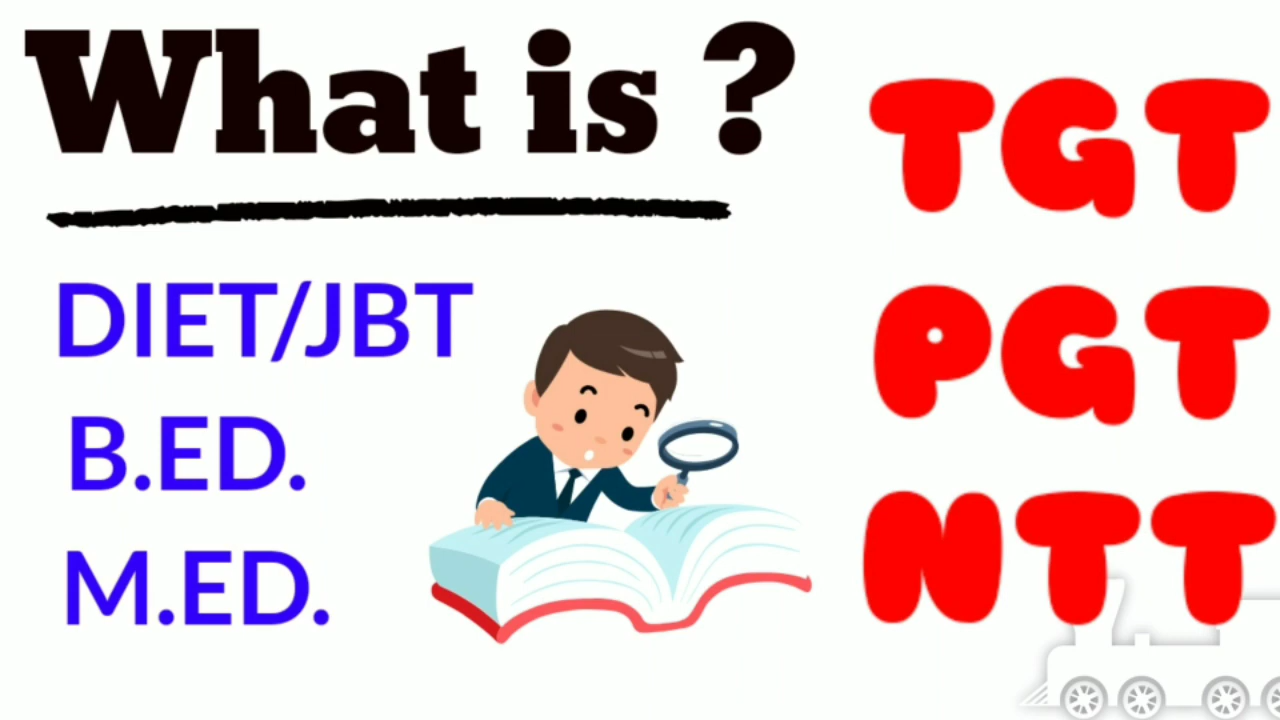 What is ?
DIET/JBT
B.ED.
M.ED.
TGT
PGT
NTT